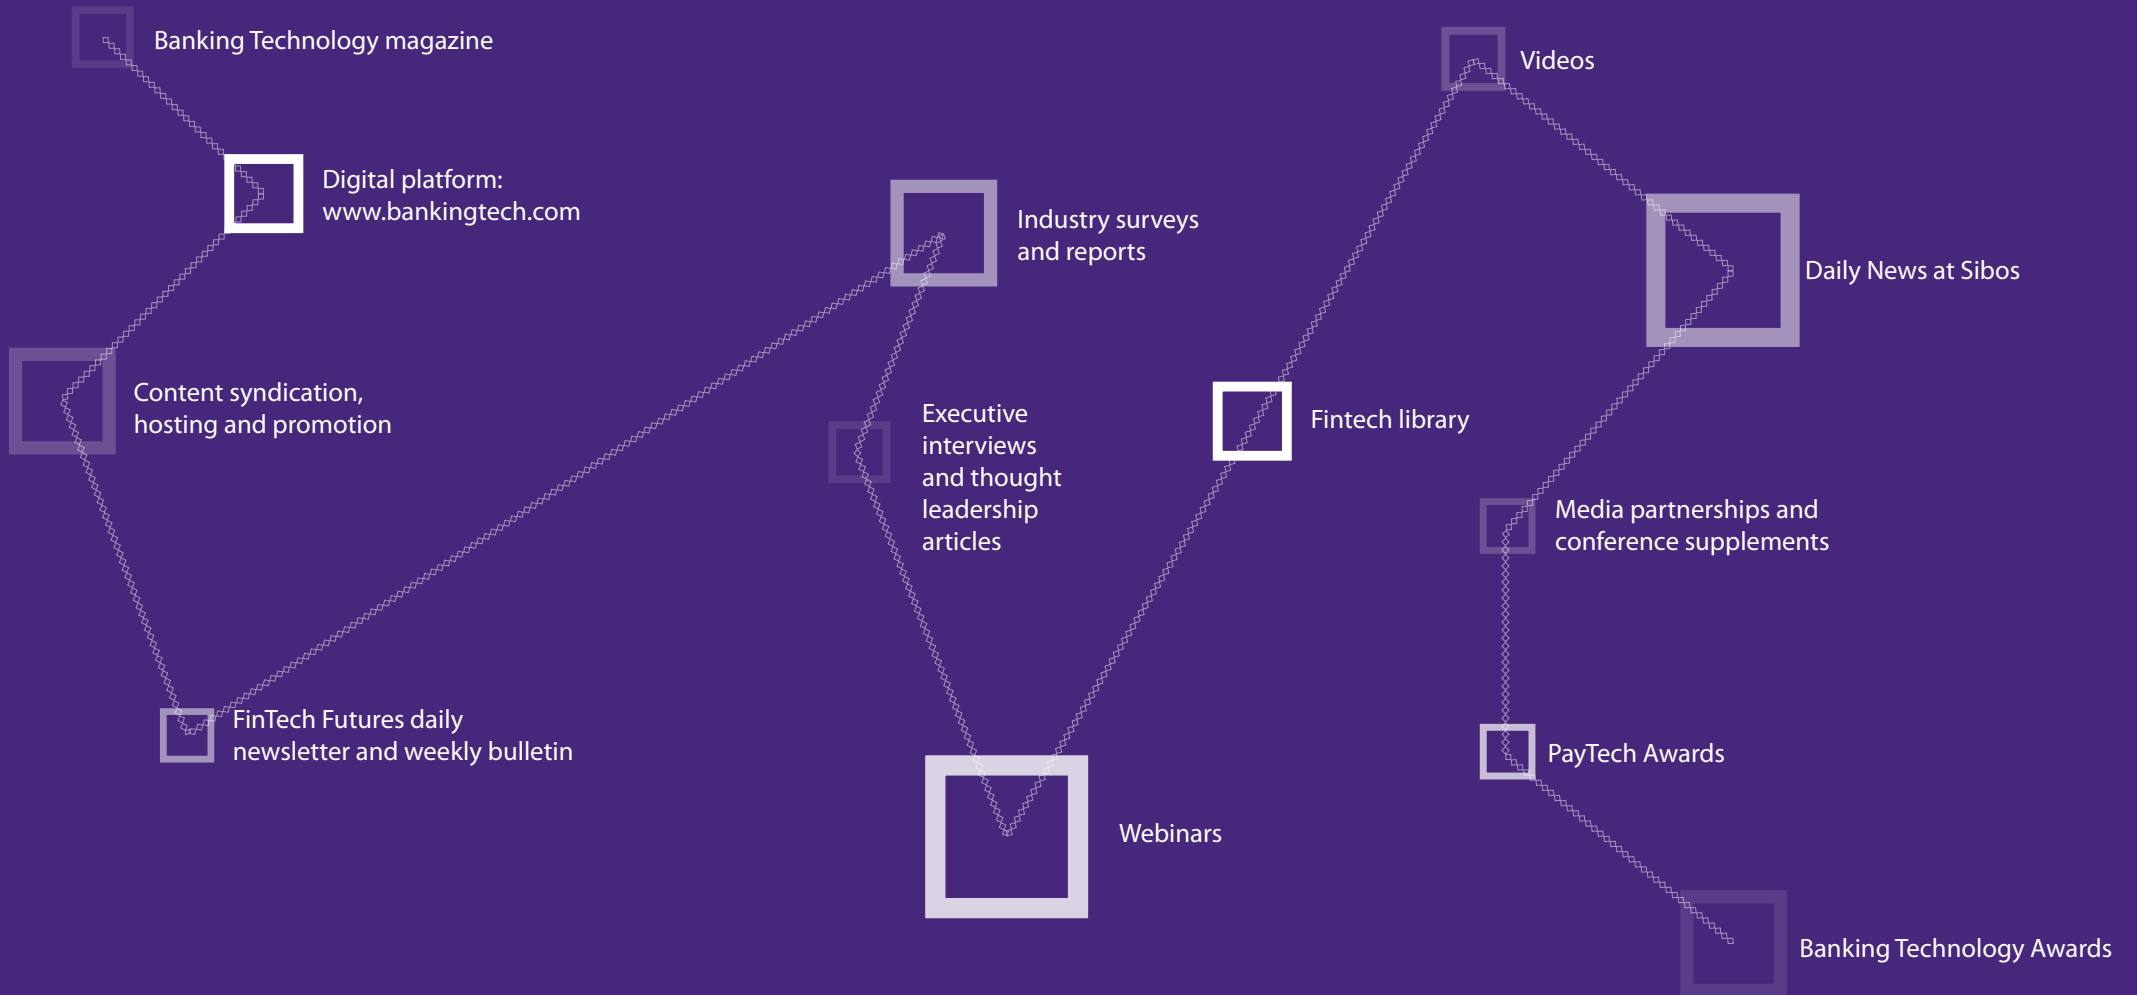 Banking Technology magazine
Digital platform:
www.bankingtech.com
Content syndication,
hosting and promotion
FinTech Futures daily
newsletter and weekly bulletin
Industry surveys
and reports
Executive
interviews
and thought
leadership
articles
Webinars
Fintech library
Videos
Daily News at Sibos
Media partnerships and
conference supplements
PayTech Awards
Banking Technology Awards